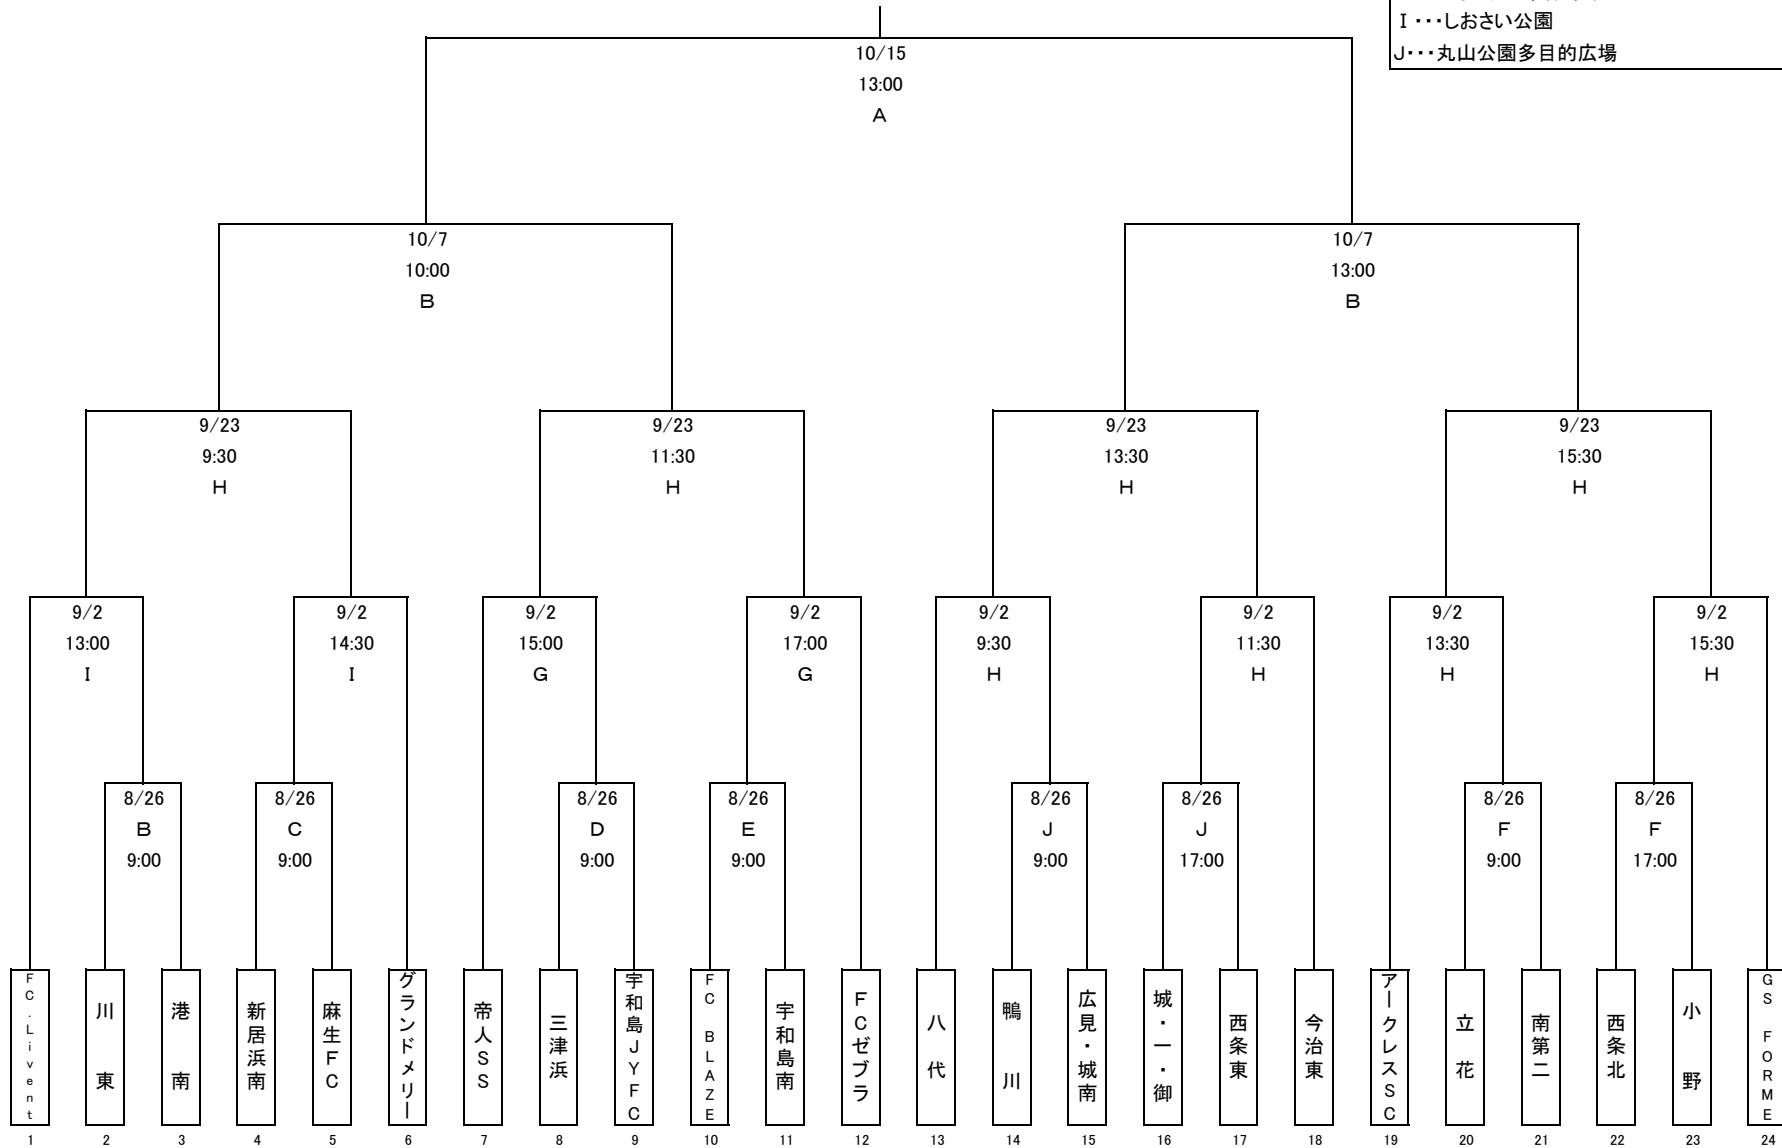 I・・・しおさい公園
J・・・丸山公園多目的広場
10/15
13:00
A
10/7
10:00
B
10/7
13:00
B
9/23
9:30
H
9/23
11:30
H
9/23
13:30
H
9/23
15:30
H
9/2
13:00
I
9/2
14:30
I
9/2
15:00
G
9/2
17:00
G
9/2
9:30
H
9/2
11:30
H
9/2
13:30
H
9/2
15:30
H
8/26
B
9:00
8/26
C
9:00
8/26
D
9:00
8/26
E
9:00
8/26
J
9:00
8/26
J
17:00
8/26
F
9:00
8/26
F
17:00
FC.Livent
川東
港南
新居浜南
麻生FC
グランドメリー
帝人SS
三津浜
宇和島JYFC
FC BLAZE
宇和島南
FCゼブラ
八代
鴨川
広見・城南
城・一・御
西条東
今治東
アークレスSC
立花
南第二
西条北
小野
GS FORME
1 2 3 4 5 6 7 8 9 10 11 12 13 14 15 16 17 18 19 20 21 22 23 24